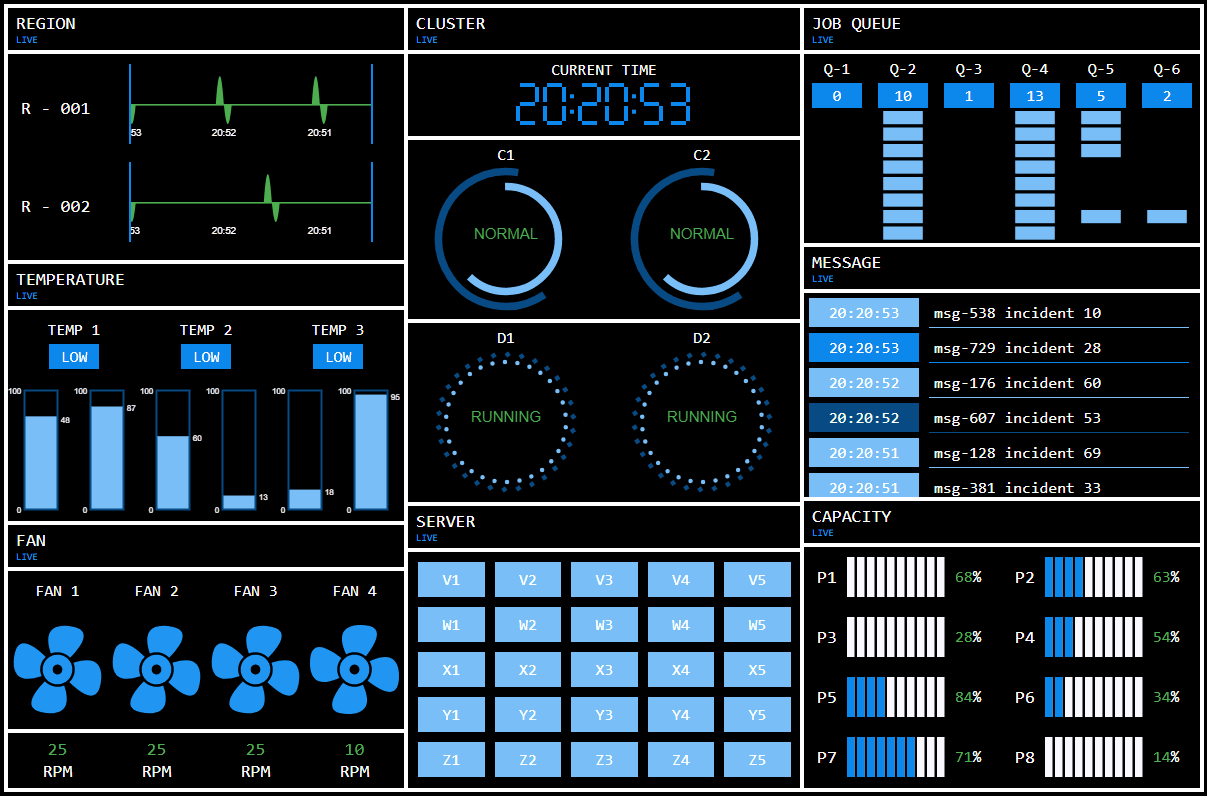 REGION
LIVE
R - 001
:53 20:52 20:51
R - 002
:53 20:52 20:51
TEMPERATURE
LIVE
TEMP 1 TEMP 2 TEMP 3
LOW LOW LOW
100 48 0
100 87 0
100 60 0
100 13 0
100 18 0
100 95 0
FAN
LIVE
FAN 1 FAN 2 FAN 3 FAN 4
25 25 25 10
RPM RPM RPM RPM
CLUSTER
LIVE
CURRENT TIME
20:20:53
C1 C2
NORMAL NORMAL
D1 D2
RUNNING RUNNING
SERVER
LIVE
V1 V2 V3 V4 V5
W1 W2 W3 W4 W5
X1 X2 X3 X4 X5
Y1 Y2 Y3 Y4 Y5
Z1 Z2 Z3 Z4 Z5
JOB QUEUE
LIVE
Q-1 Q-2 Q-3 Q-4 Q-5 Q-6
0 10 1 13 5 2
MESSAGE
LIVE
20:20:53 msg-538 incident 10
20:20:53 msg-729 incident 28
20:20:52 msg-176 incident 60
20:20:52 msg-607 incident 53
20:20:51 msg-128 incident 69
20:20:51 msg-381 incident 33
CAPACITY
LIVE
P1 68% P2 63%
P3 28% P4 54%
P5 84% P6 34%
P7 71% P8 14%